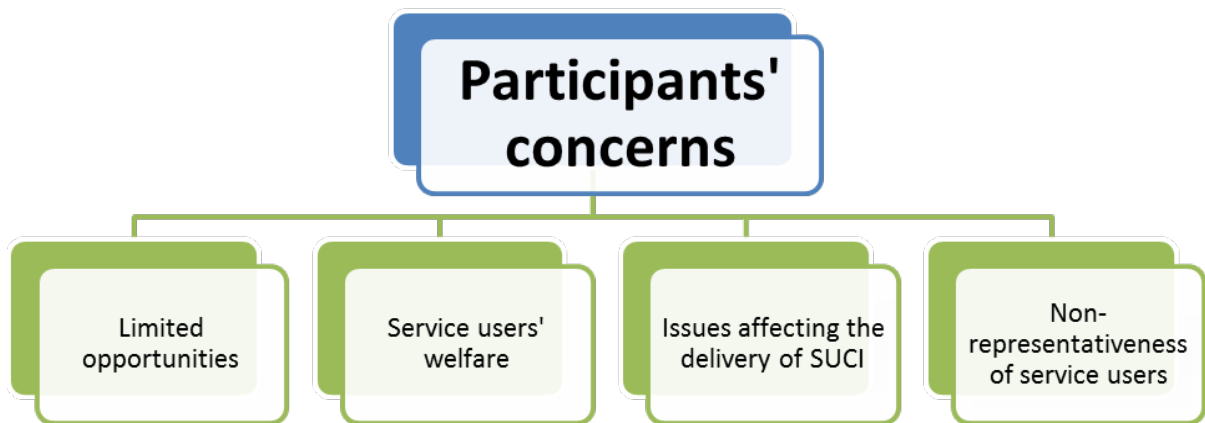 Participants'
concerns
Limited
opportunities
Service users'
welfare
Issues affecting the
delivery of SUCI
Non-
representativeness
of service users